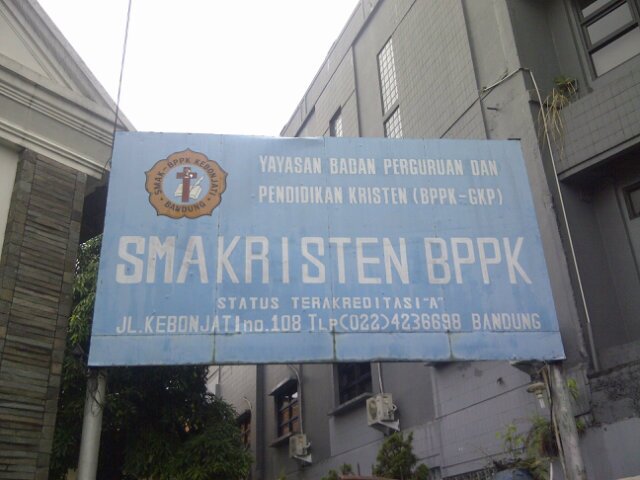 SMAK-BPPK KEBONJATI
BANDUNG
YAYASAN BADAN PERGURUAN DAN
PENDIDIKAN KRISTEN (BPPK-GKP)
SMAKRISTEN BPPK
STATUS TERAKREDITASI "A"
JL.KEBONJATI no.108 TLP(022)4236698 BANDUNG